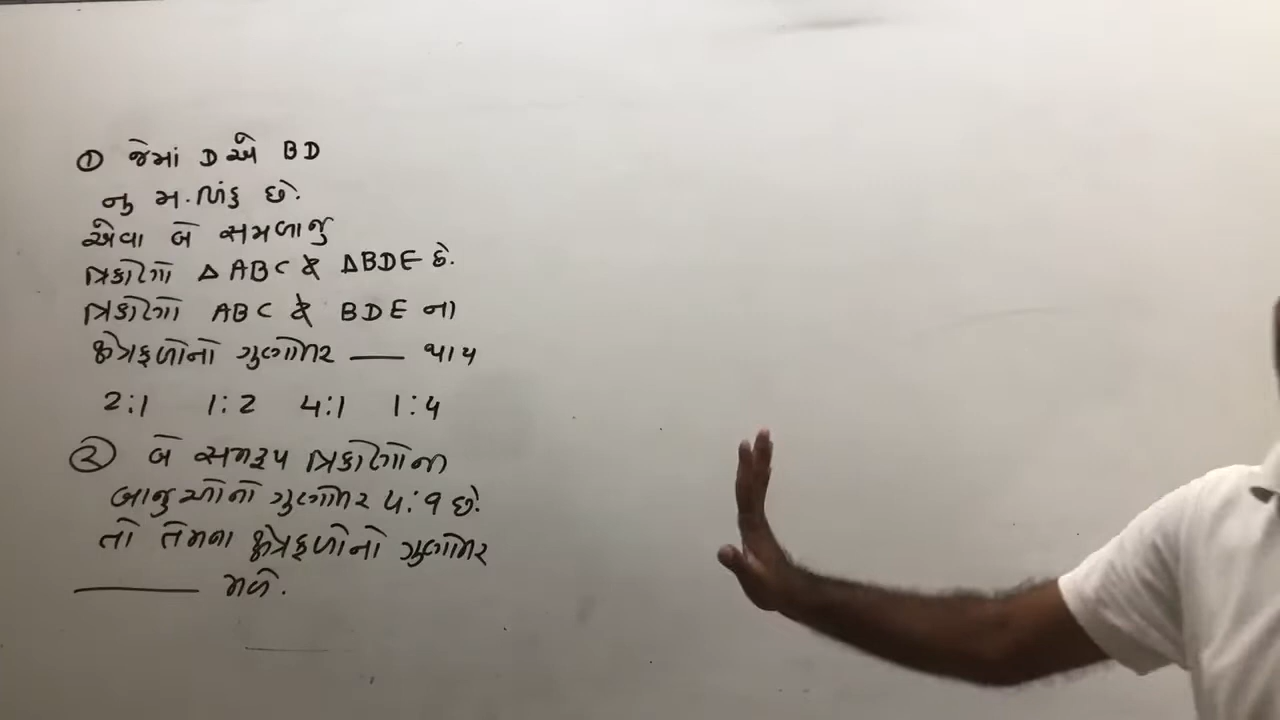 ① જેમાં D એ BD
નુ મ.બિંદુ છે.
એવા બે સમબાજુ
ત્રિકોણો △ ABC & △BDE છે.
ત્રિકોણો ABC & BDE ના
ક્ષેત્રફળોનો ગુણોત્તર ___ થાય
2:1 1:2 4:1 1:4
② બે સમરૂપ ત્રિકોણોના
બાજુઓનો ગુણોત્તર 4:9 છે.
તો તેમના ક્ષેત્રફળોનો ગુણોત્તર
______ મળે.